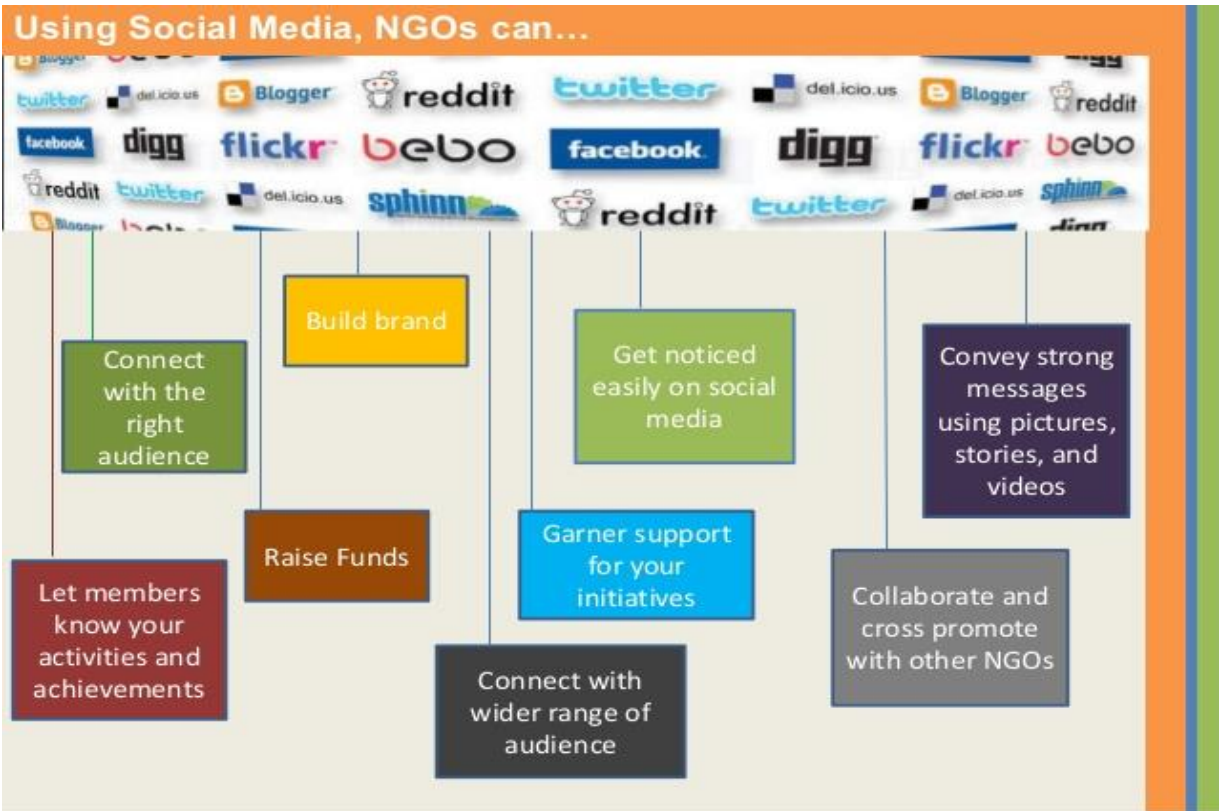 Using Social Media, NGOs can...
Blogger
twitter del.icio.us Blogger reddit twitter del.icio.us Blogger reddit
facebook digg flickr bebo facebook digg flickr bebo
reddit twitter del.icio.us sphinn reddit twitter del.icio.us sphinn
Blogger bebo digg
Build brand
Connect
with the
right
audience
Get noticed
easily on social
media
Convey strong
messages
using pictures,
stories, and
videos
Raise Funds
Garner support
for your
initiatives
Let members
know your
activities and
achievements
Collaborate and
cross promote
with other NGOs
Connect with
wider range of
audience